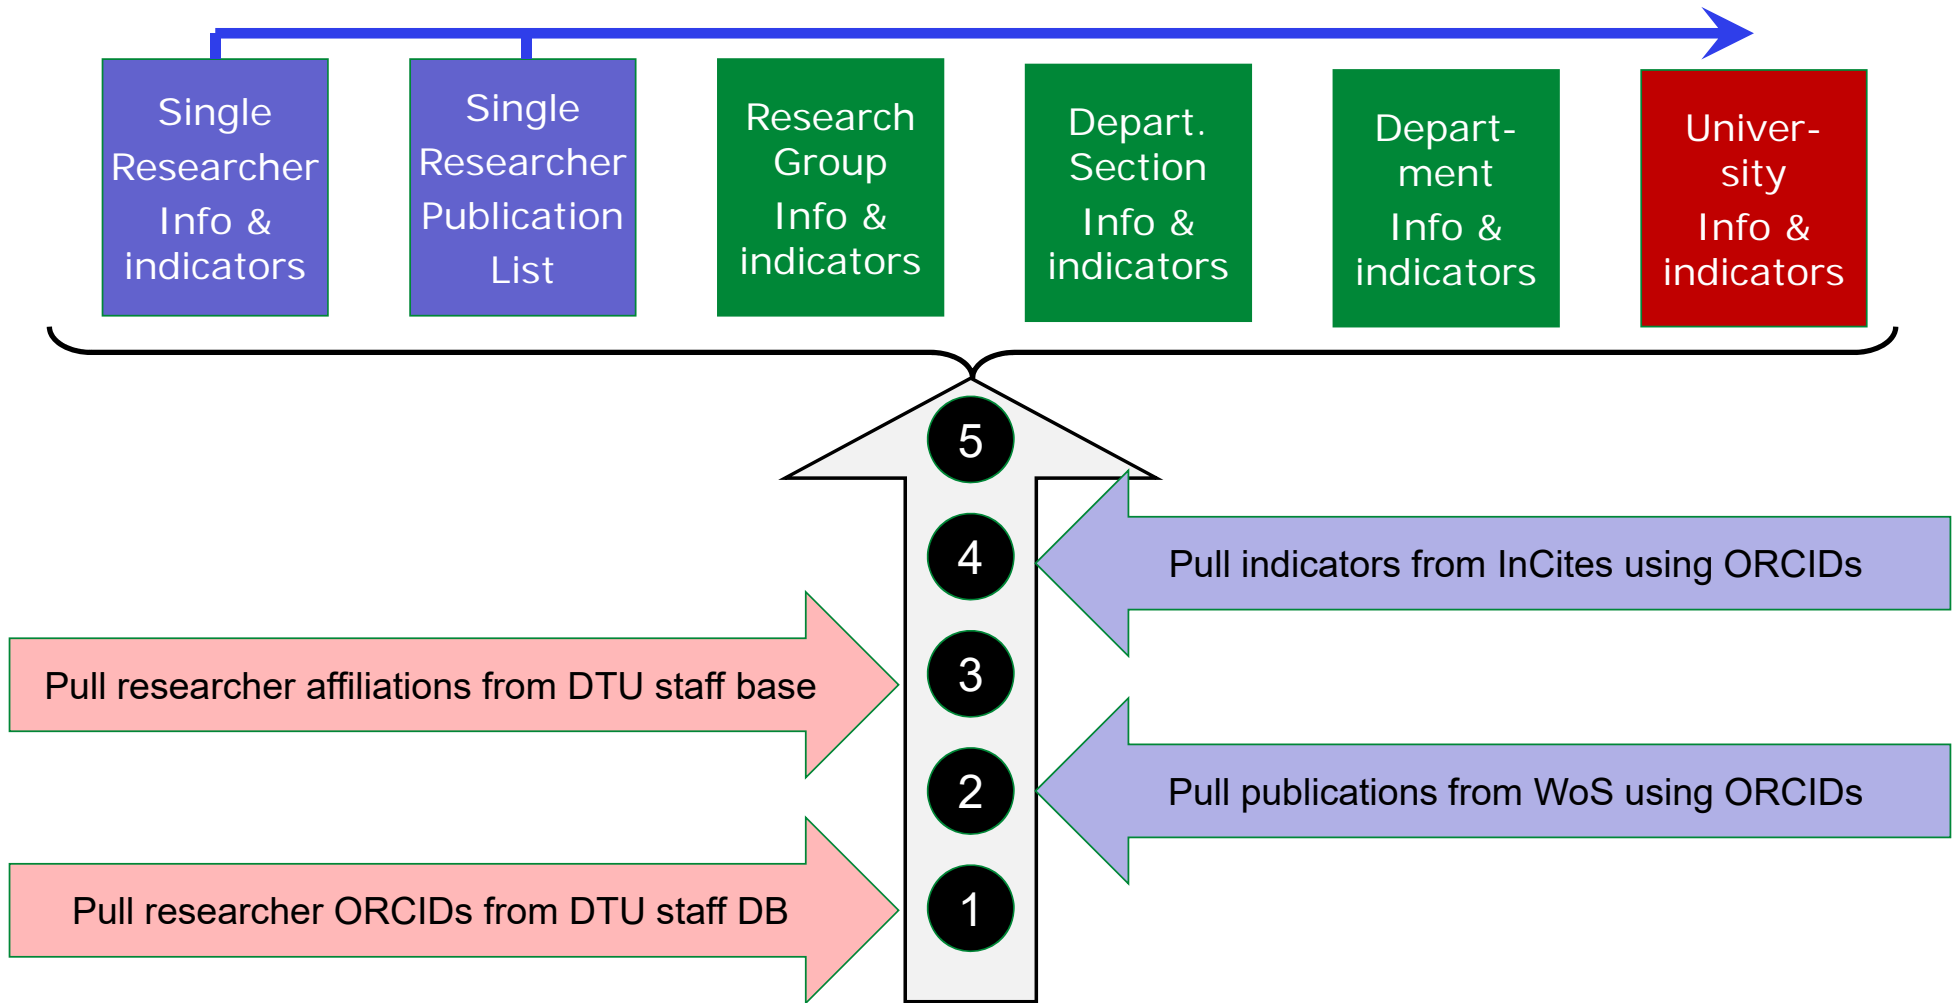 Single
Researcher
Info &
indicators
Single
Researcher
Publication
List
Research
Group
Info &
indicators
Depart.
Section
Info &
indicators
Depart-
ment
Info &
indicators
Univer-
sity
Info &
indicators
5
4
Pull indicators from InCites using ORCIDs
Pull researcher affiliations from DTU staff base
3
2
Pull publications from WoS using ORCIDs
Pull researcher ORCIDs from DTU staff DB
1